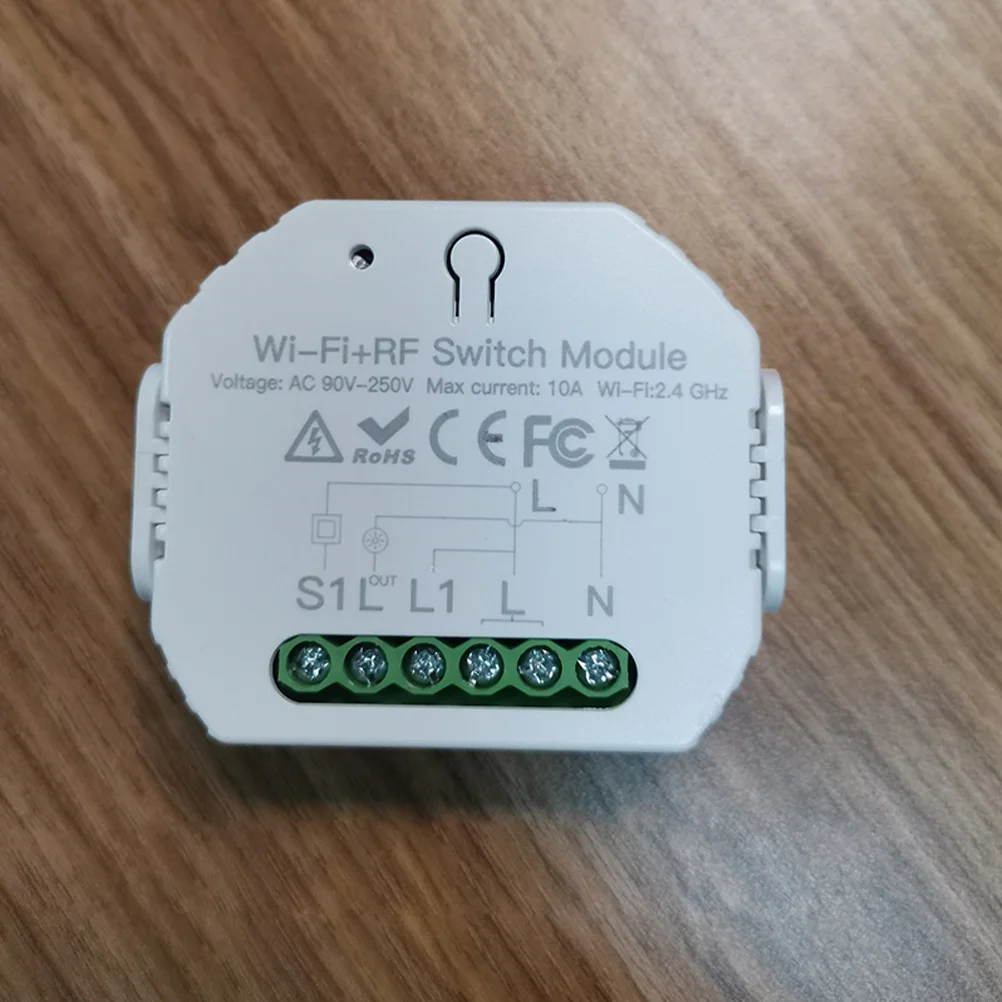 Wi-Fi+RF Switch Module
Voltage: AC 90V-250V Max current: 10A Wi-Fi:2.4 GHz
RoHS CE FC
L N
S1 L OUT L1 L N